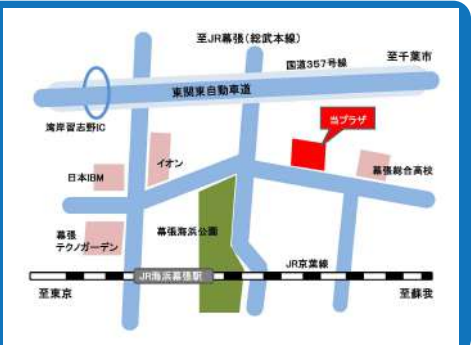 至JR幕張(総武本線)
国道357号線
至千葉市
東関東自動車道
湾岸習志野IC
当プラザ
イオン
日本IBM
幕張総合高校
幕張
テクノガーデン
幕張海浜公園
JR京葉線
JR海浜幕張駅
至東京
至蘇我